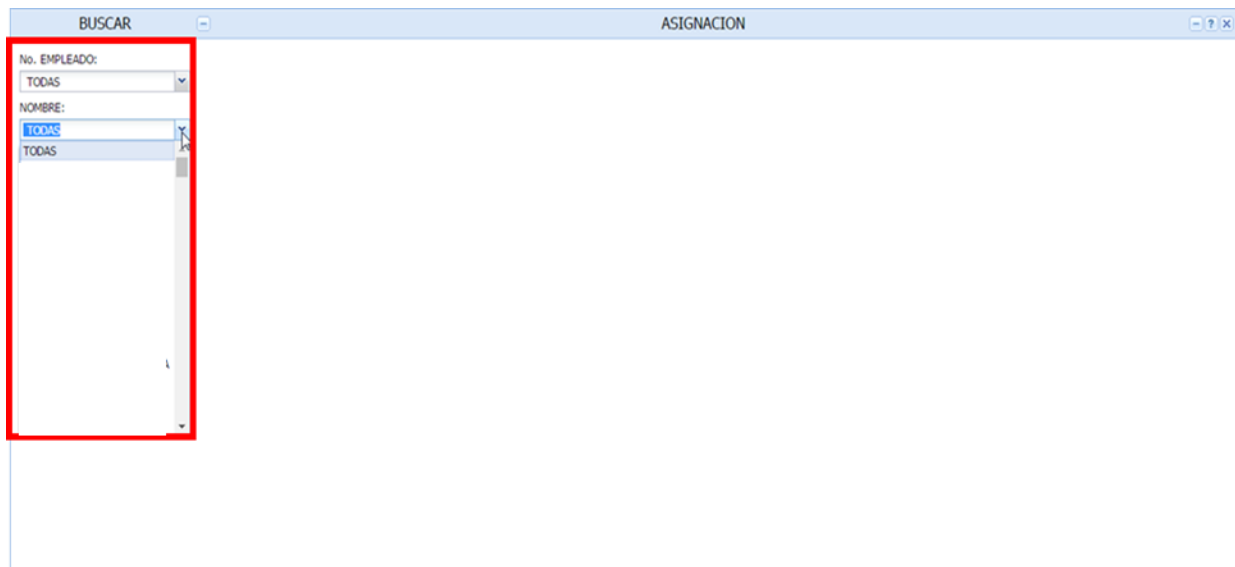 BUSCAR
ASIGNACION
No. EMPLEADO:
TODAS
NOMBRE:
TODAS
TODAS